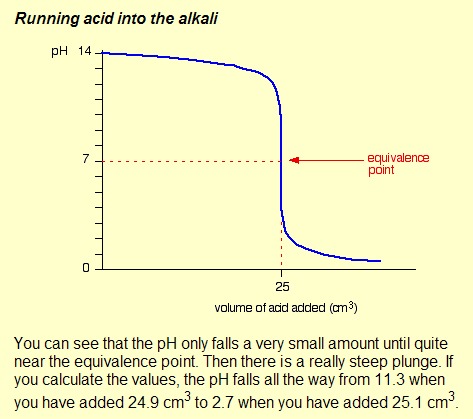 Running acid into the alkali
pH 14
7
equivalence
point
0
25
volume of acid added (cm³)
You can see that the pH only falls a very small amount until quite
near the equivalence point. Then there is a really steep plunge. If
you calculate the values, the pH falls all the way from 11.3 when
you have added 24.9 cm³ to 2.7 when you have added 25.1 cm³.